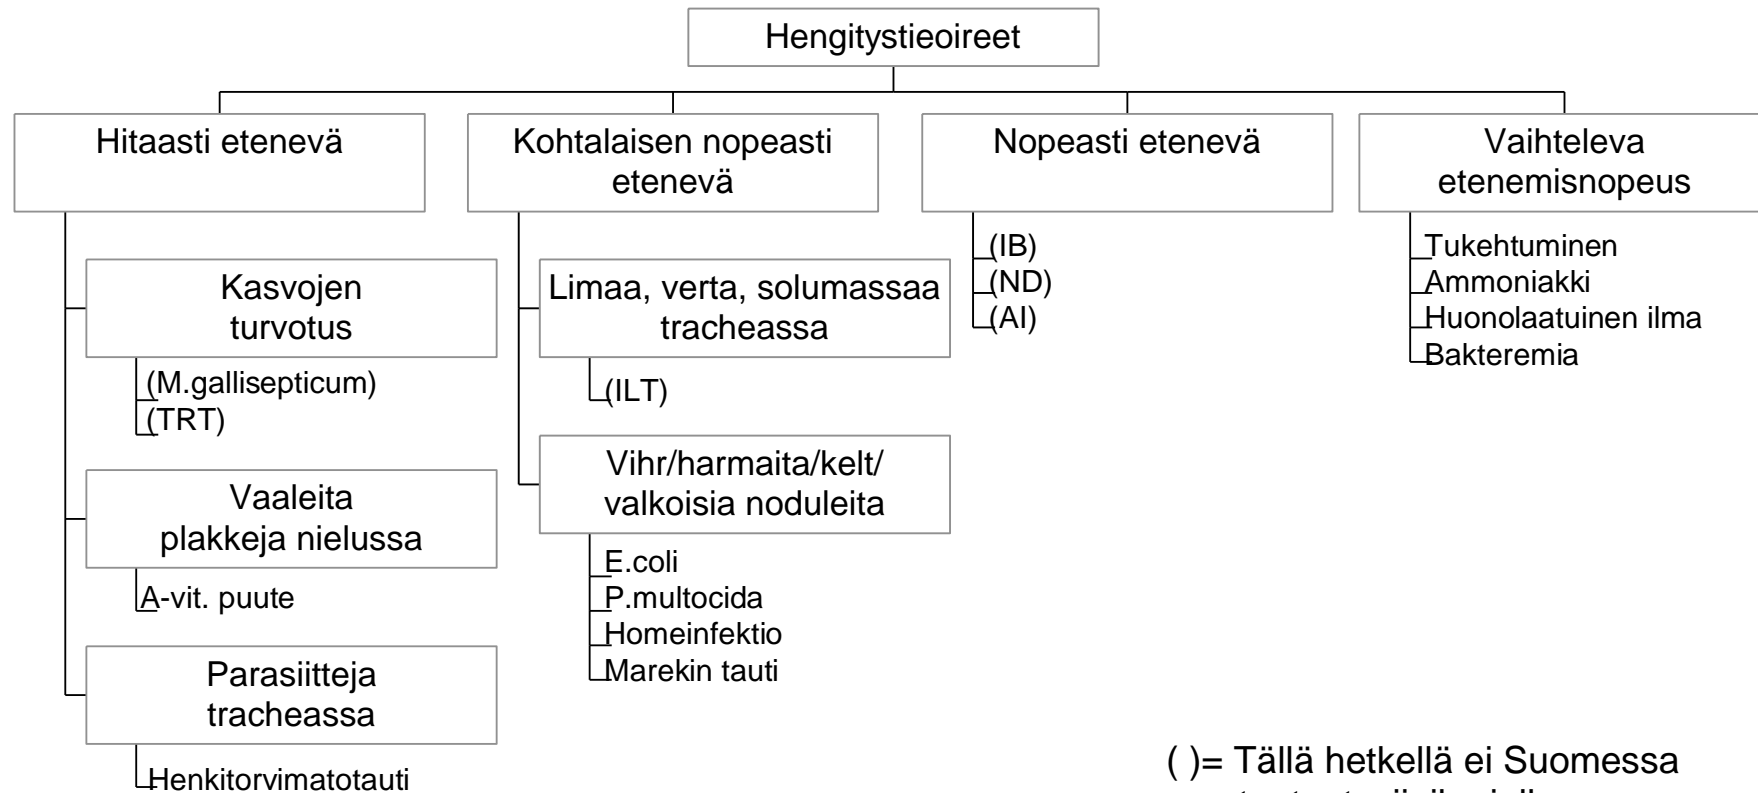 Hengitystieoireet
Hitaasti etenevä
Kasvojen
turvotus
(M.gallisepticum)
(TRT)
Vaaleita
plakkeja nielussa
A-vit. puute
Parasiitteja
tracheassa
Henkitorvimatotauti
Kohtalaisen nopeasti
etenevä
Limaa, verta, solumassaa
tracheassa
(ILT)
Vihr/harmaita/kelt/
valkoisia noduleita
E.coli
P.multocida
Homeinfektio
Marekin tauti
Nopeasti etenevä
(IB)
(ND)
(AI)
Vaihteleva
etenemisnopeus
Tukehtuminen
Ammoniakki
Huonolaatuinen ilma
Bakteremia
( )= Tällä hetkellä ei Suomessa